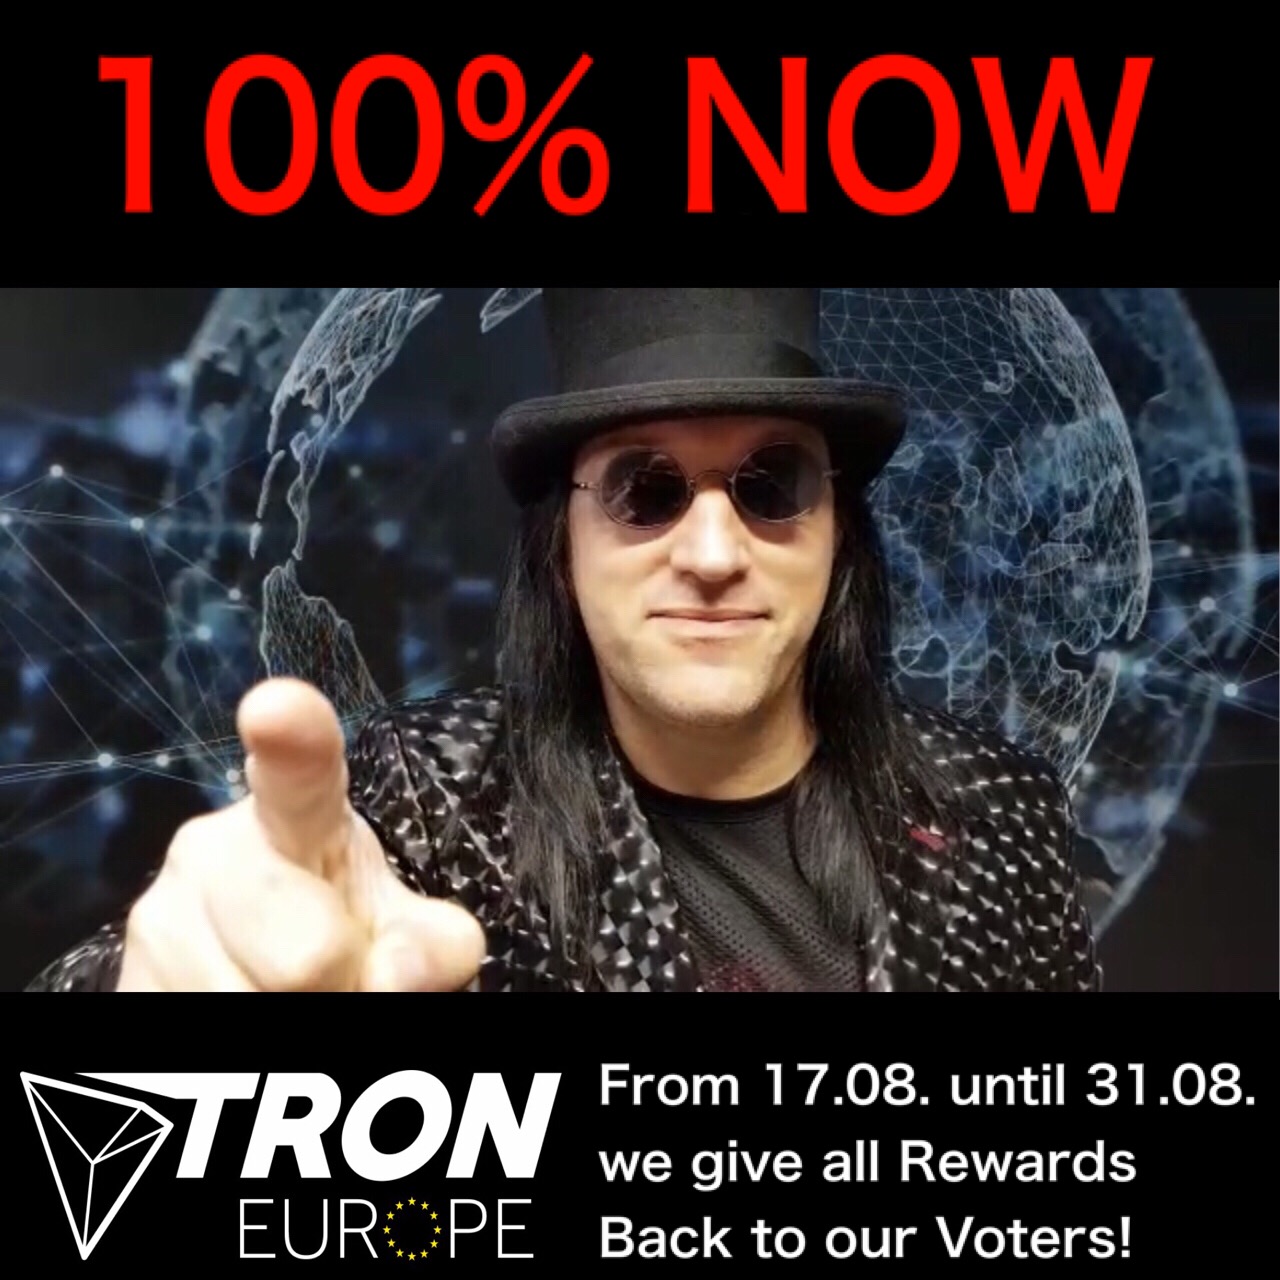 100% NOW
TRON
EUROPE
From 17.08. until 31.08.
we give all Rewards
Back to our Voters!